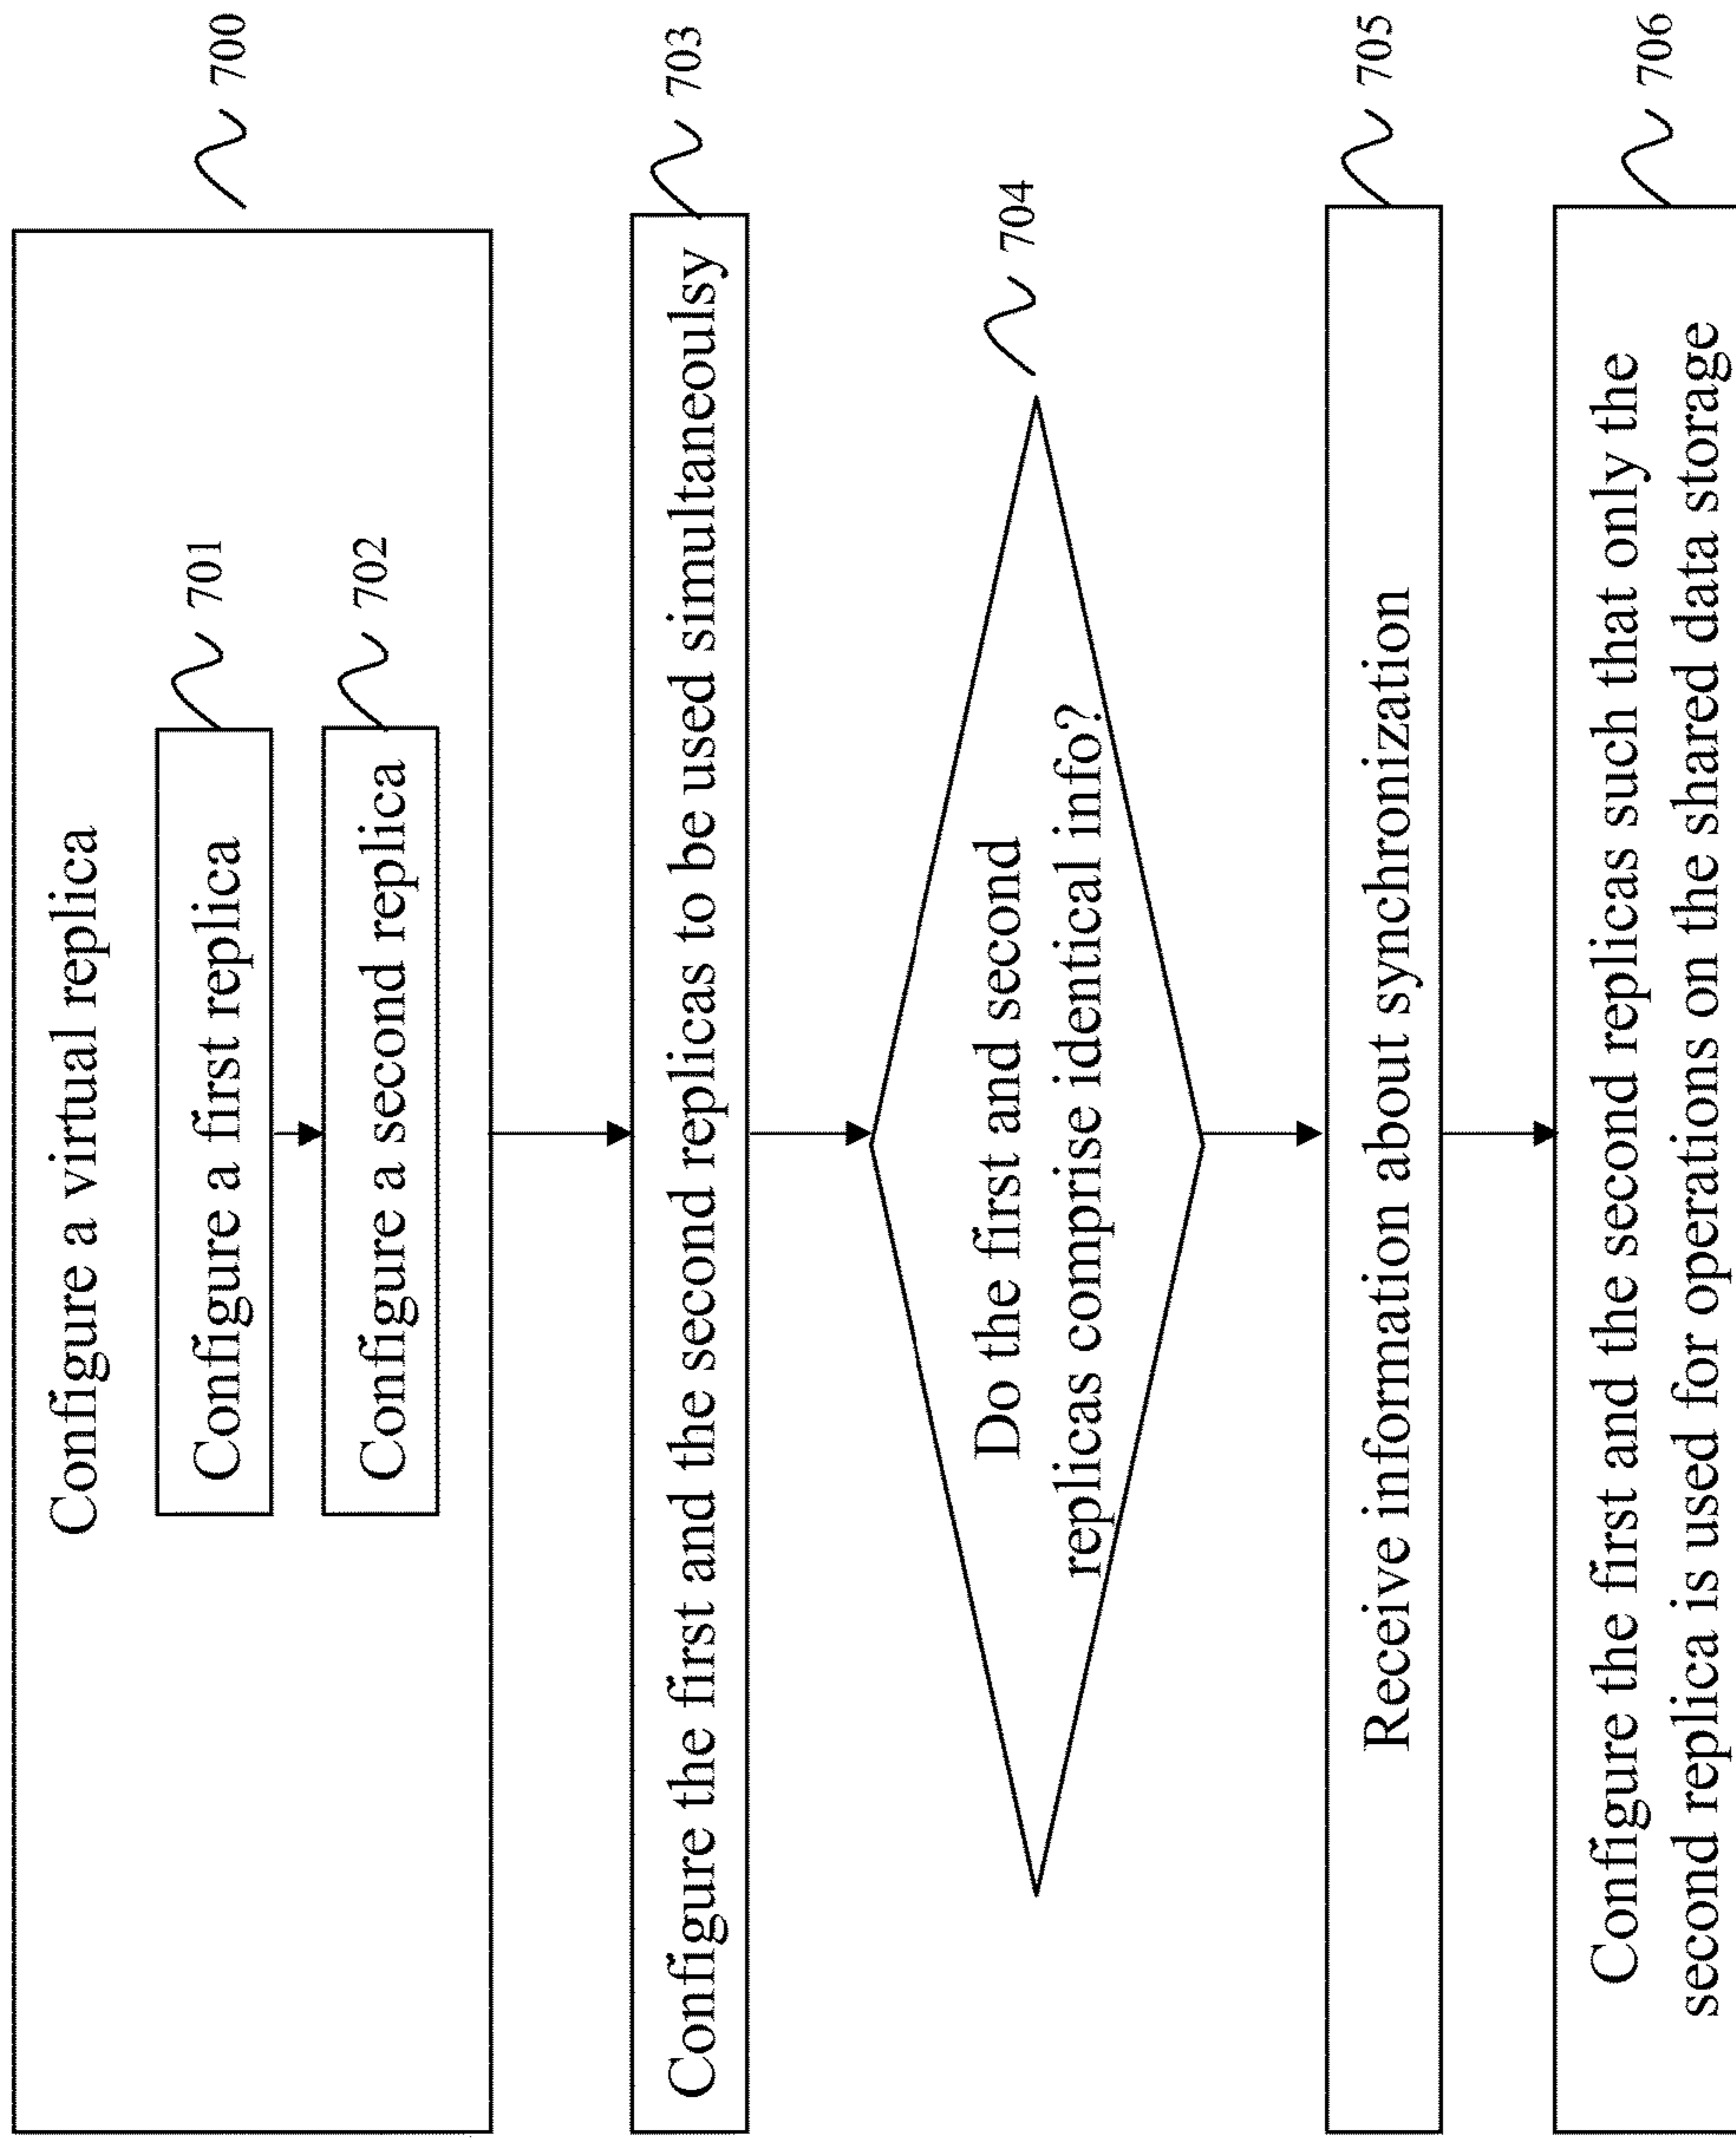 Configure a virtual replica
700
Configure a first replica
701
Configure a second replica
702
Configure the first and the second replicas to be used simultaneoulsy
703
Do the first and second
replicas comprise identical info?
704
Receive information about synchronization
705
Configure the first and the second replicas such that only the
second replica is used for operations on the shared data storage
706